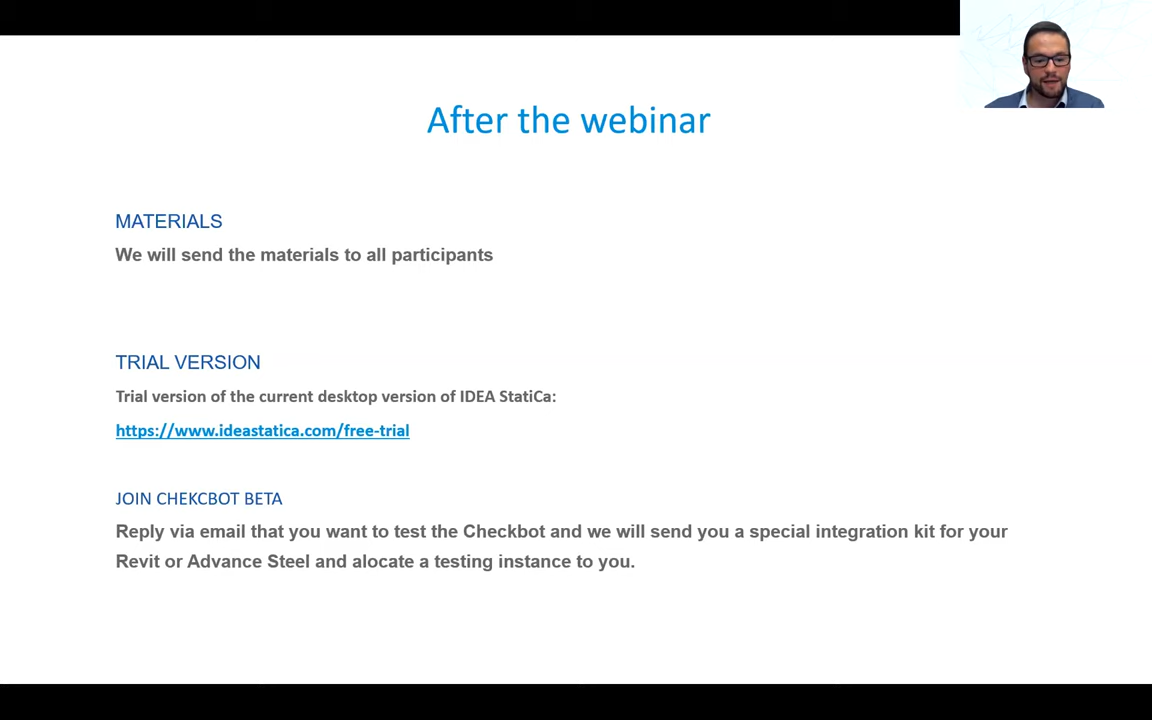 After the webinar
MATERIALS
We will send the materials to all participants
TRIAL VERSION
Trial version of the current desktop version of IDEA StatiCa:
https://www.ideastatica.com/free-trial
JOIN CHEKCBOT BETA
Reply via email that you want to test the Checkbot and we will send you a special integration kit for your
Revit or Advance Steel and alocate a testing instance to you.